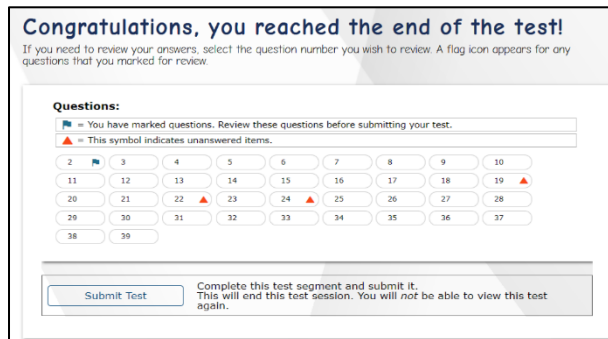 Congratulations, you reached the end of the test!
If you need to review your answers, select the question number you wish to review. A flag icon appears for any
questions that you marked for review.
Questions:
= You have marked questions. Review these questions before submitting your test.
= This symbol indicates unanswered items.
2 3 4 5 6 7 8 9 10
11 12 13 14 15 16 17 18 19
20 21 22 23 24 25 26 27 28
29 30 31 32 33 34 35 36 37
38 39
Submit Test
Complete this test segment and submit it.
This will end this test session. You will not be able to view this test
again.